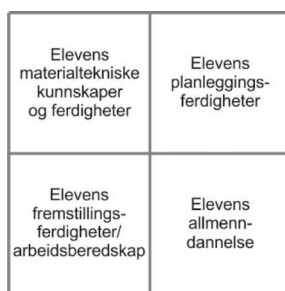 Elevens
materialtekniske
kunnskaper
og ferdigheter
Elevens
planleggings-
ferdigheter
Elevens
fremstillings-
ferdigheter/
arbeidsberedskap
Elevens
allmenn-
dannelse